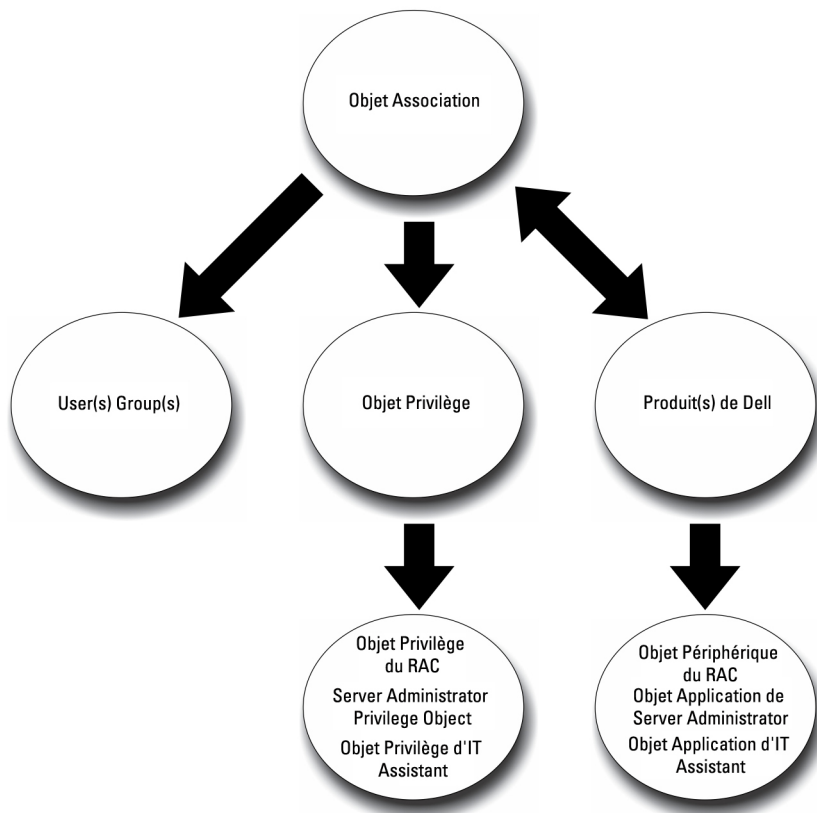 Objet Association
User(s) Group(s)
Objet Privilège
Produit(s) de Dell
Objet Privilège
du RAC
Server Administrator
Privilege Object
Objet Privilège d'IT
Assistant
Objet Périphérique
du RAC
Objet Application de
Server Administrator
Objet Application d'IT
Assistant